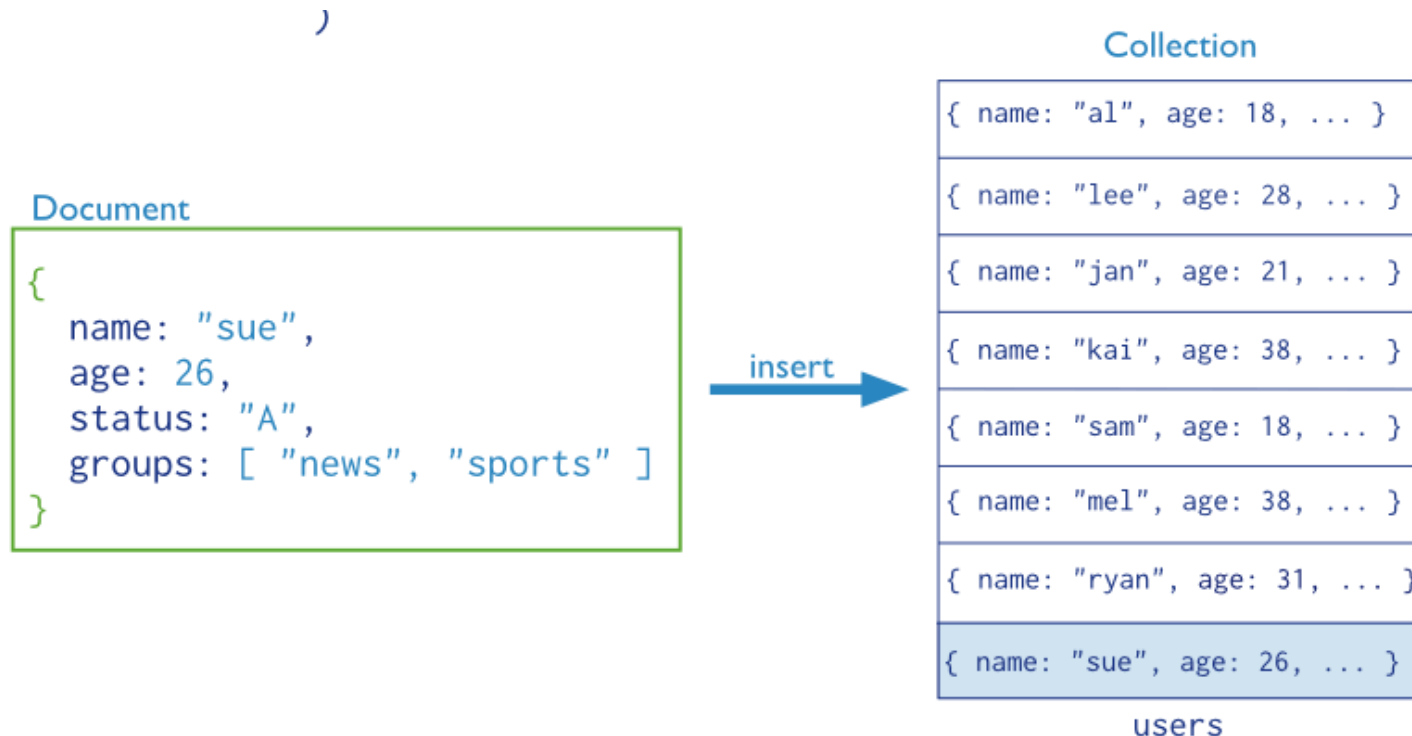 )
Document
{
name: "sue",
age: 26,
status: "A",
groups: [ "news", "sports" ]
}
insert
Collection
{ name: "al", age: 18, ... }
{ name: "lee", age: 28, ... }
{ name: "jan", age: 21, ... }
{ name: "kai", age: 38, ... }
{ name: "sam", age: 18, ... }
{ name: "mel", age: 38, ... }
{ name: "ryan", age: 31, ... }
{ name: "sue", age: 26, ... }
users